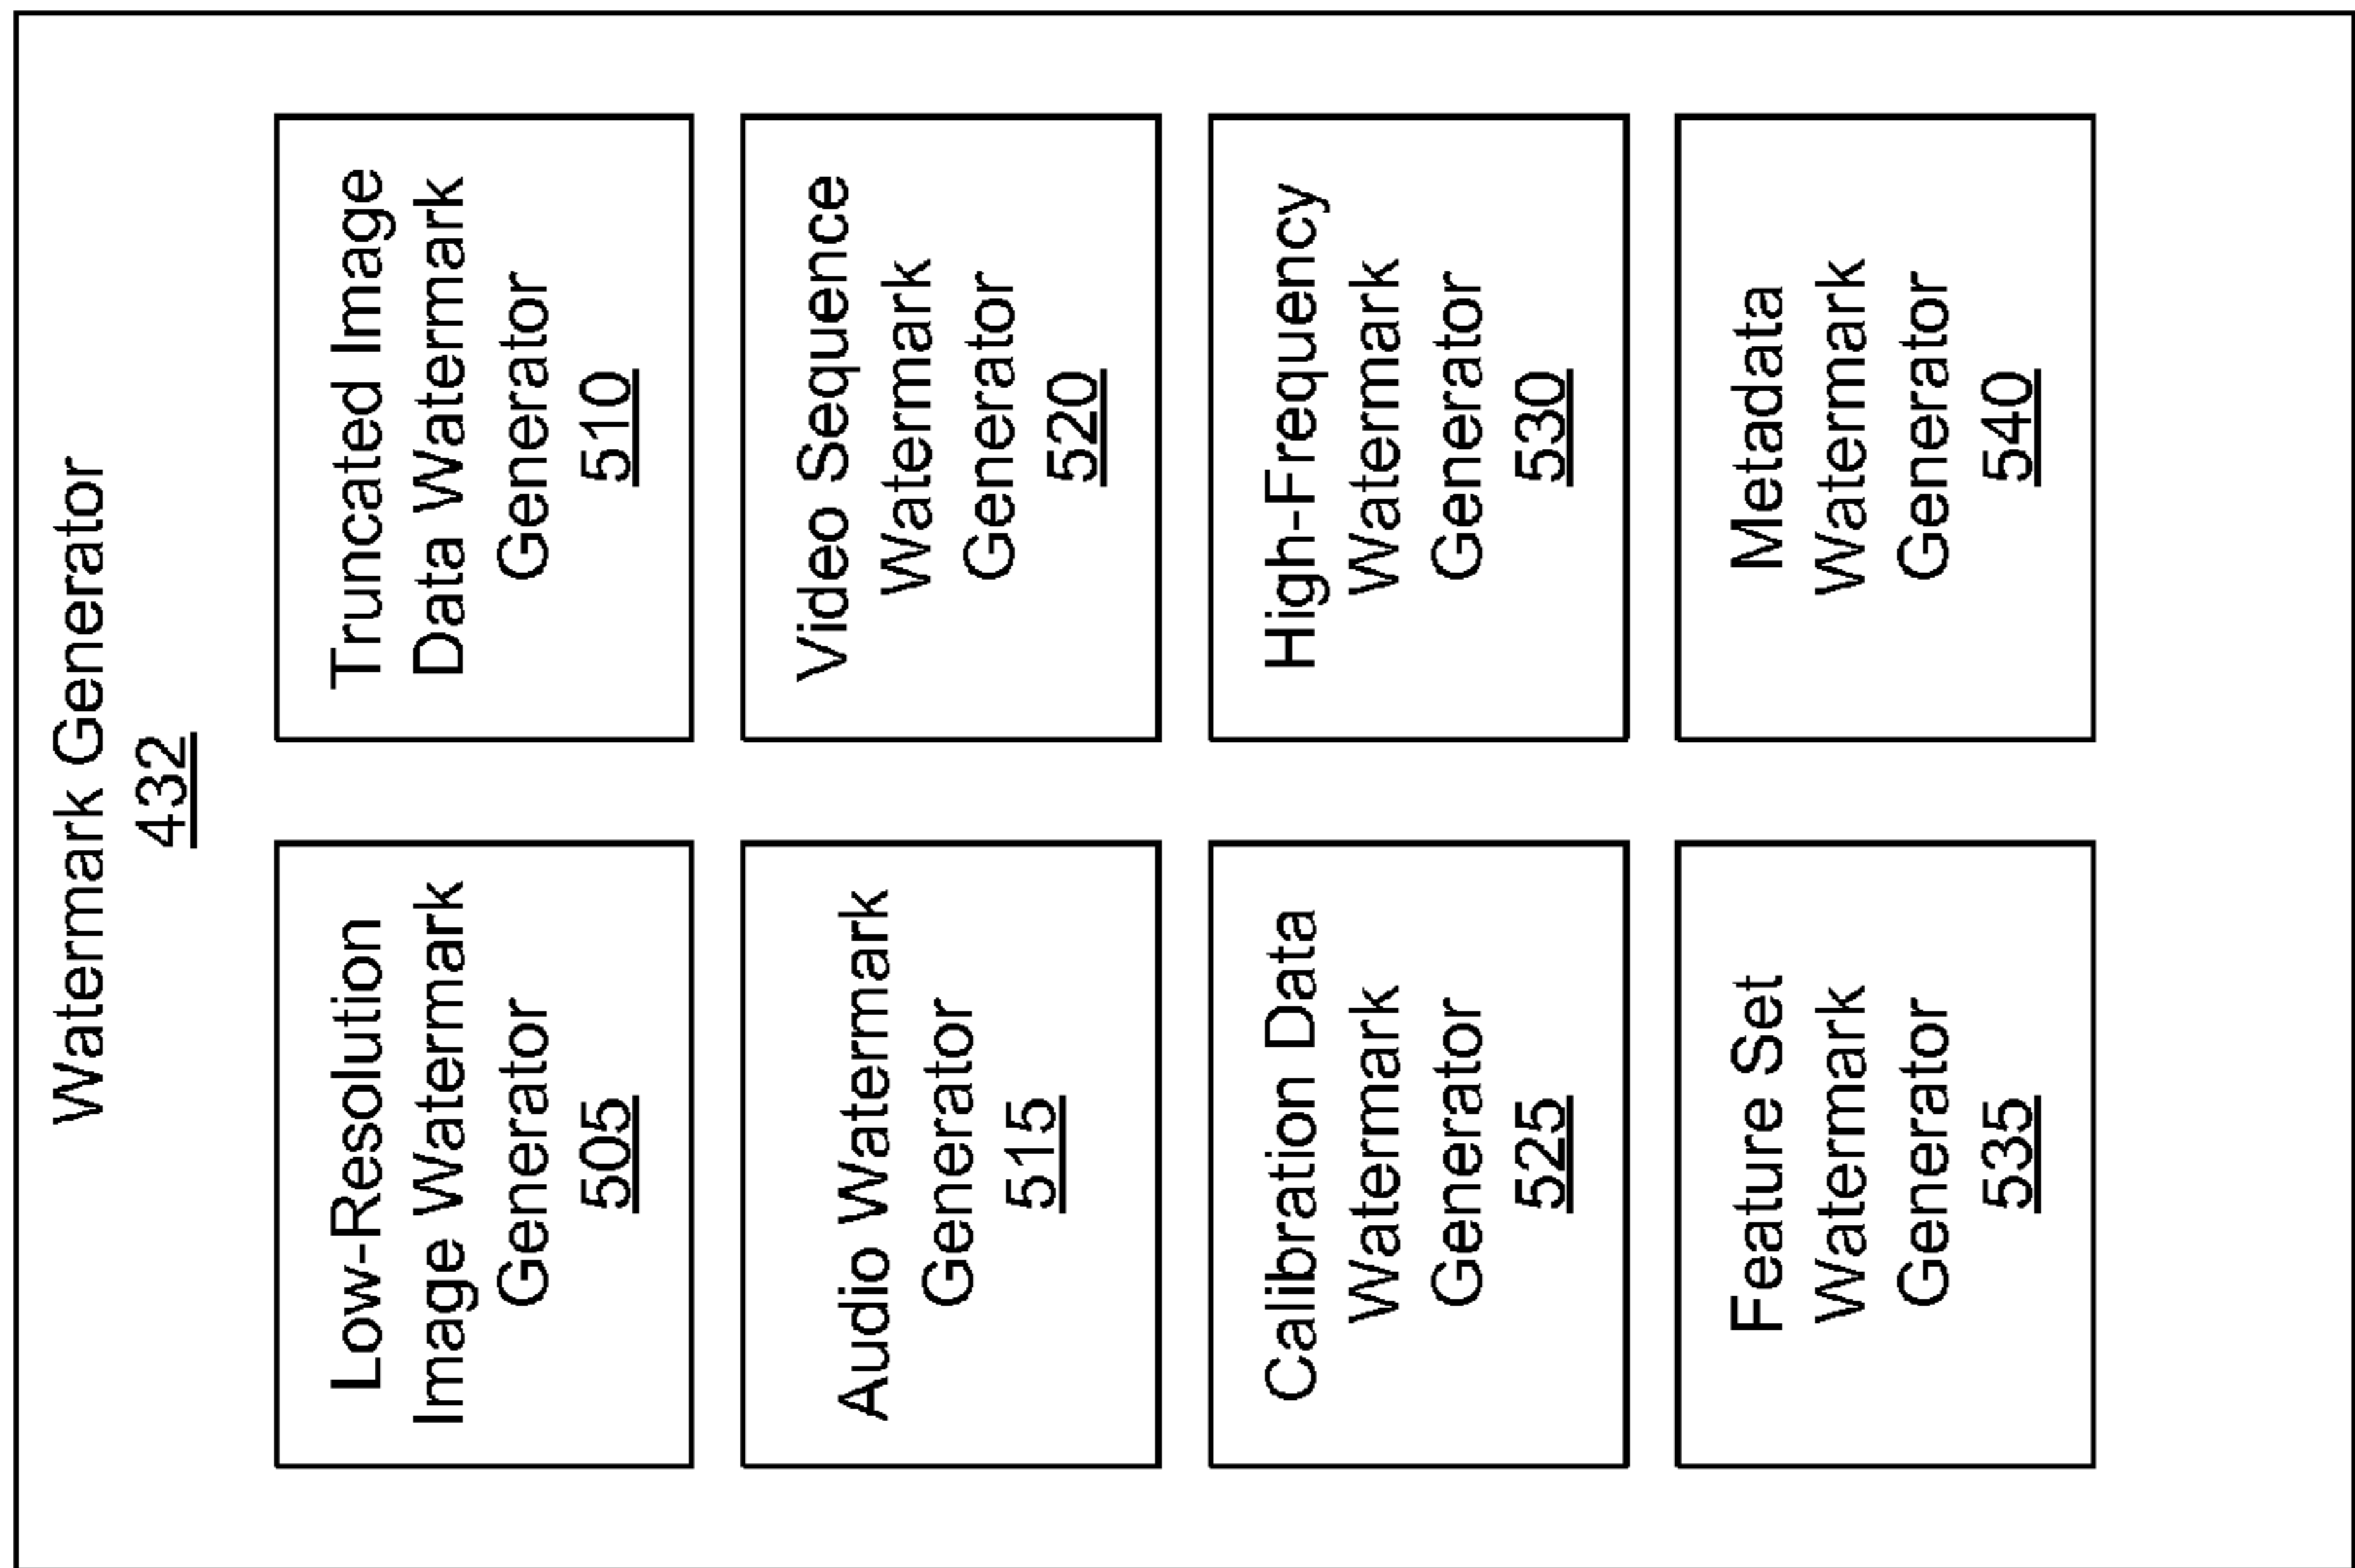 Watermark Generator
432
Low-Resolution
Image Watermark
Generator
505
Truncated Image
Data Watermark
Generator
510
Audio Watermark
Generator
515
Video Sequence
Watermark
Generator
520
Calibration Data
Watermark
Generator
525
High-Frequency
Watermark
Generator
530
Feature Set
Watermark
Generator
535
Metadata
Watermark
Generator
540